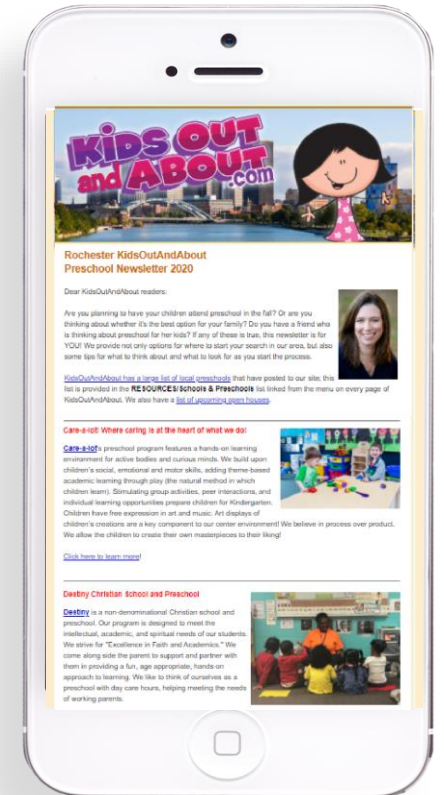 KIDS OUT
and ABOUT
.com
Rochester KidsOutAndAbout
Preschool Newsletter 2020
Dear KidsOutAndAbout readers:
Are you planning to have your children attend preschool in the fall? Or are you
thinking about whether it's the best option for your family? Do you have a friend who
is thinking about preschool for her kids? If any of these is true, this newsletter is for
YOU! We provide not only options for where to start your search in our area, but also
some tips for what to think about and what to look for as you start the process.
KidsOutAndAbout has a large list of local preschools that have posted to our site; this
list is provided in the RESOURCES/Schools & Preschools list linked from the menu on every page of
KidsOutAndAbout. We also have a list of upcoming open houses.
Care-a-lot: Where caring is at the heart of what we do!
Care-a-lot's preschool program features a hands-on learning
environment for active bodies and curious minds. We build upon
children's social, emotional and motor skills, adding theme-based
academic learning through play (the natural method in which
children learn). Stimulating group activities, peer interactions, and
individual learning opportunities prepare children for Kindergarten.
Children have free expression in art and music. Art displays of
children's creations are a key component to our center environment! We believe in process over product.
We allow the children to create their own masterpieces to their liking!
Click here to learn more!
Destiny Christian School and Preschool
Destiny is a non-denominational Christian school and
preschool. Our program is designed to meet the
intellectual, academic, and spiritual needs of our students.
We strive for "Excellence in Faith and Academics." We
come along side the parent to support and partner with
them in providing a fun, age appropriate, hands-on
approach to learning. We like to think of ourselves as a
preschool with day care hours, helping meeting the needs
of working parents.